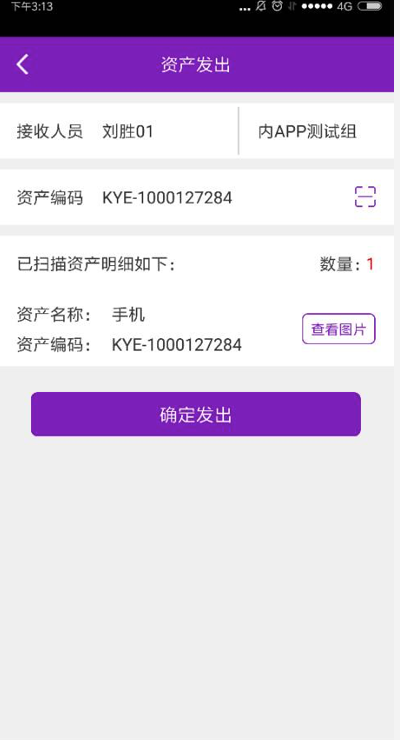 下午3:13 ... 4G
资产发出
接收人员 刘胜01 内APP测试组
资产编码 KYE-1000127284
已扫描资产明细如下： 数量：1
资产名称： 手机
查看图片
资产编码： KYE-1000127284
确定发出